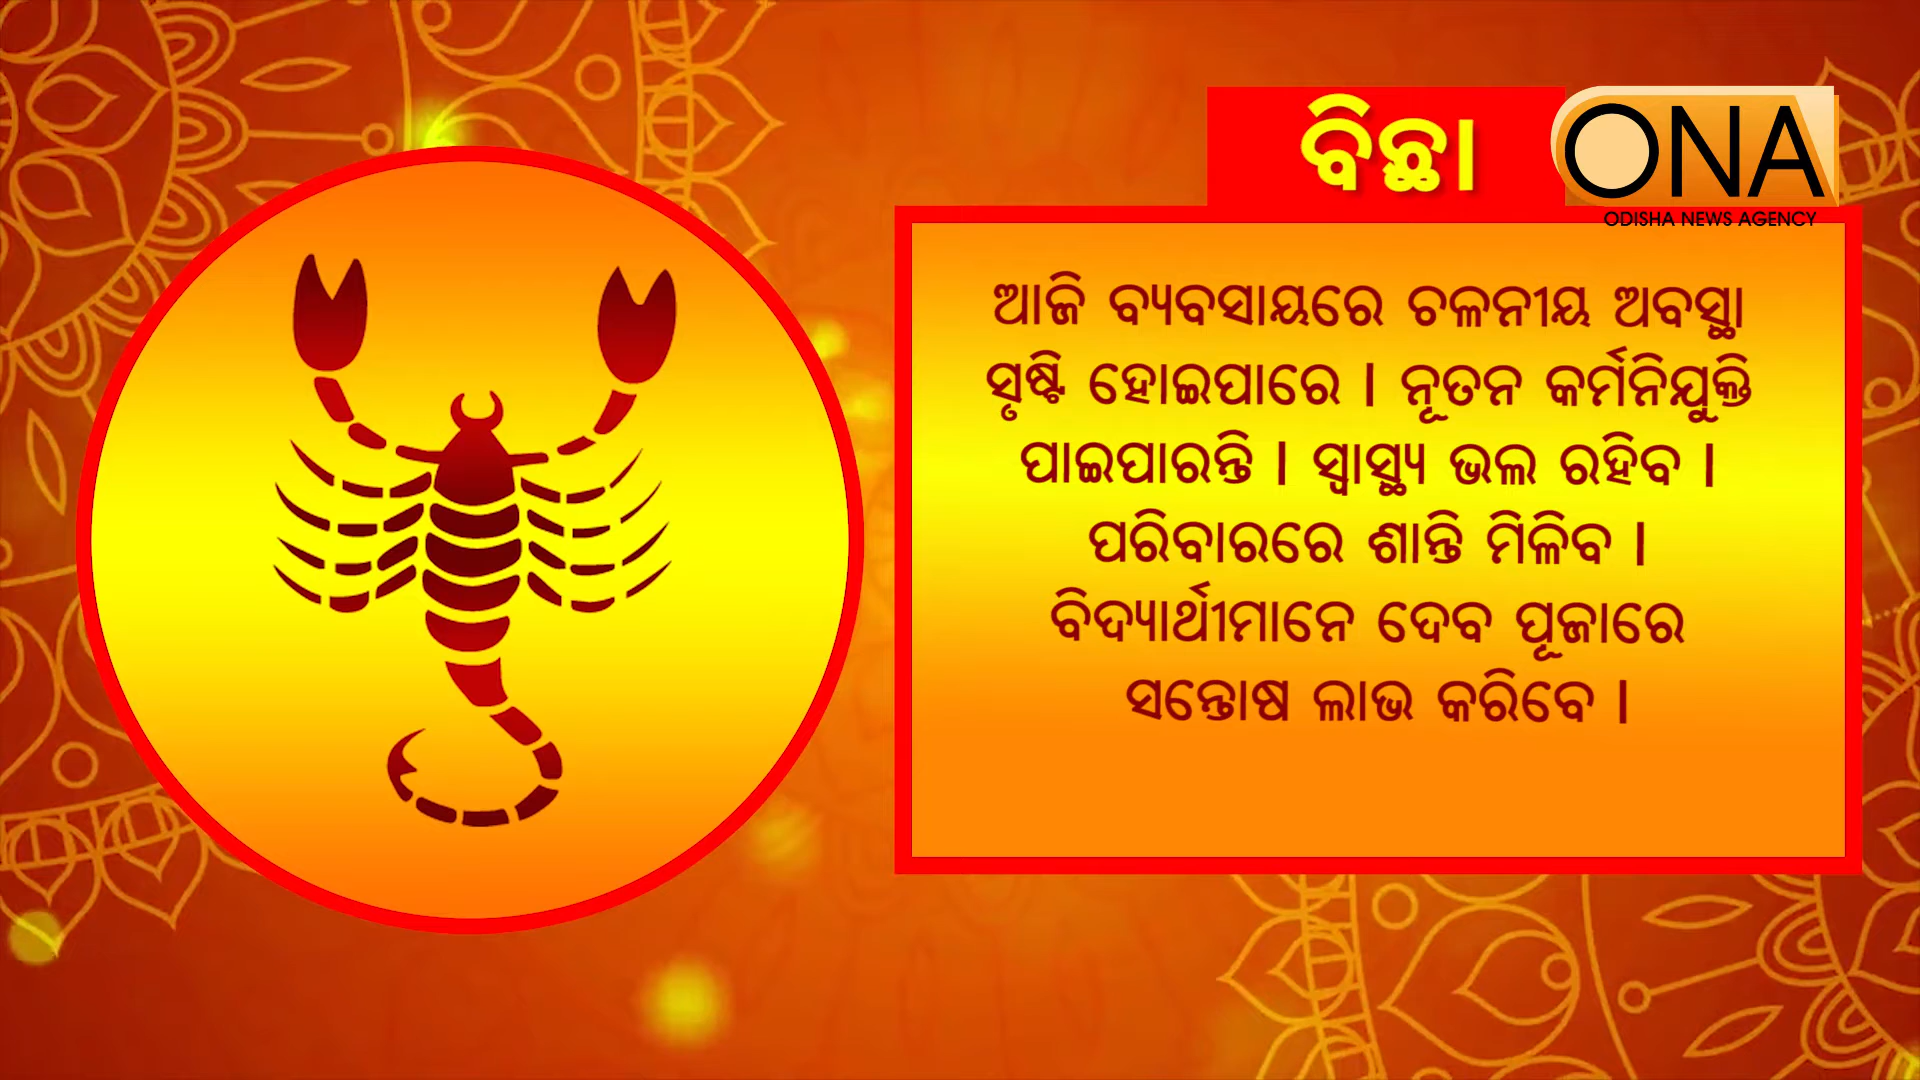 ବିଛା
ONA
ODISHA NEWS AGENCY
ଆଜି ବ୍ୟବସାୟରେ ଚଳନୀୟ ଅବସ୍ଥା
ସୃଷ୍ଟି ହୋଇପାରେ । ନୂତନ କର୍ମନିଯୁକ୍ତି
ପାଇପାରନ୍ତି । ସ୍ୱାସ୍ଥ୍ୟ ଭଲ ରହିବ ।
ପରିବାରରେ ଶାନ୍ତି ମିଳିବ ।
ବିଦ୍ୟାର୍ଥୀମାନେ ଦେବ ପୂଜାରେ
ସନ୍ତୋଷ ଲାଭ କରିବେ ।